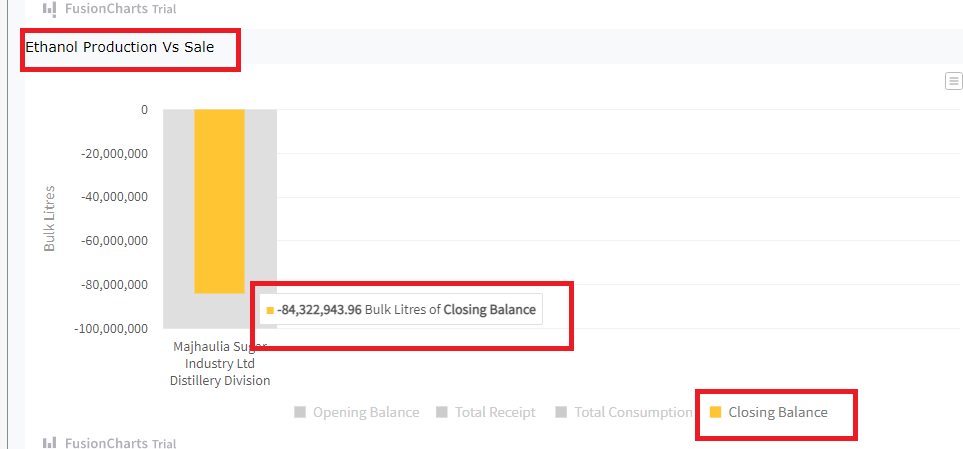 FusionCharts Trial
Ethanol Production Vs Sale
0
-20,000,000
-40,000,000
-60,000,000
-80,000,000
-100,000,000
Bulk Litres
-84,322,943.96 Bulk Litres of Closing Balance
Majhaulia Sugar
Industry Ltd
Distillery Division
Opening Balance Total Receipt Total Consumption Closing Balance
FusionCharts Trial